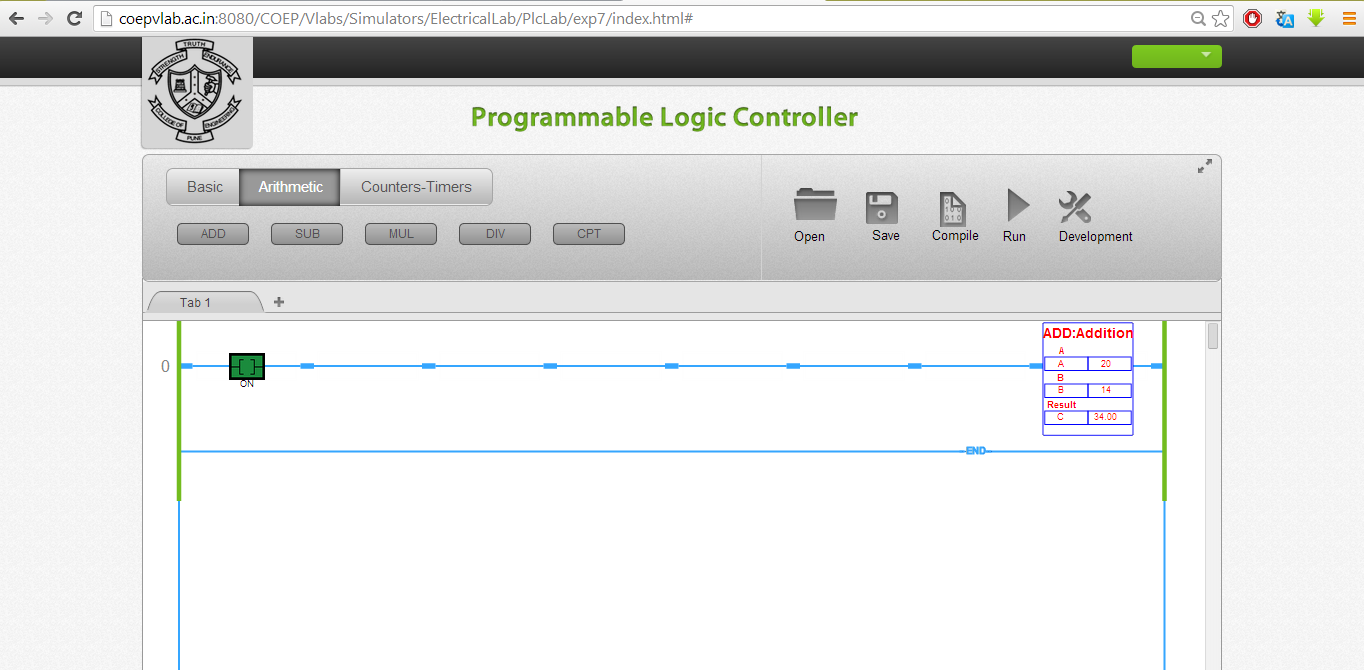 coepvlab.ac.in:8080/COEP/Vlabs/Simulators/ElectricalLab/PlcLab/exp7/index.html#
TRUTH
STRENGTH
ENDURANCE
COLLEGE OF
ENGINEERING
PUNE
Programmable Logic Controller
Basic
Arithmetic
Counters-Timers
ADD
SUB
MUL
DIV
CPT
Open
Save
Compile
Run
Development
Tab 1
0
[ ]
ON
ADD:Addition
A
A 20
B
B 14
Result
C 34.00
END